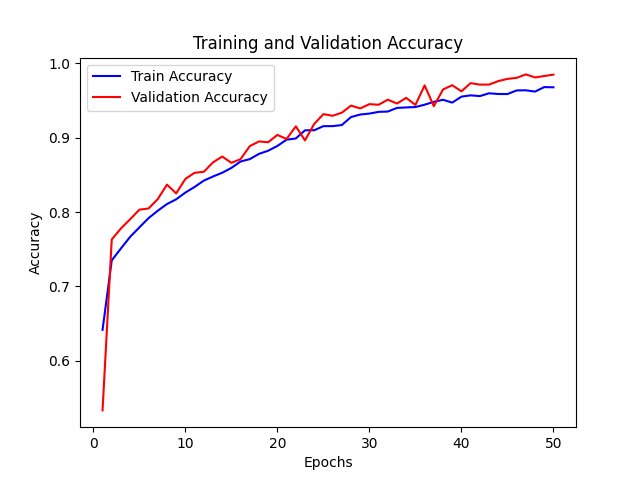 Training and Validation Accuracy
Train Accuracy
Validation Accuracy
Accuracy
1.0
0.9
0.8
0.7
0.6
0
10
20
30
40
50
Epochs